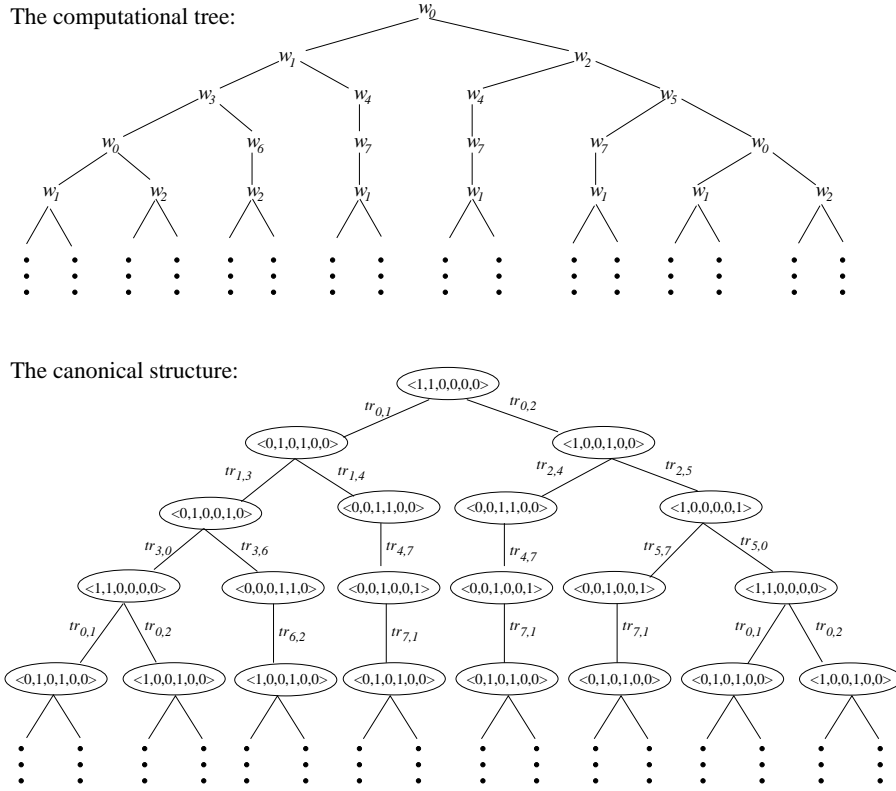 The computational tree:
w0
w1 w2
w3 w4 w4 w5
w0 w6 w7 w7 w7 w0
w1 w2 w2 w1 w1 w1 w1 w2
The canonical structure:
<1,1,0,0,0,0>
tr0,1 tr0,2
<0,1,0,1,0,0> <1,0,0,1,0,0>
tr1,3 tr1,4 tr2,4 tr2,5
<0,1,0,0,1,0> <0,0,1,1,0,0> <0,0,1,1,0,0> <1,0,0,0,0,1>
tr3,0 tr3,6 tr4,7 tr4,7 tr5,7 tr5,0
<1,1,0,0,0,0> <0,0,0,1,1,0> <0,0,1,0,0,1> <0,0,1,0,0,1> <0,0,1,0,0,1> <1,1,0,0,0,0>
tr0,1 tr0,2 tr6,2 tr7,1 tr7,1 tr7,1 tr0,1 tr0,2
<0,1,0,1,0,0> <1,0,0,1,0,0> <1,0,0,1,0,0> <0,1,0,1,0,0> <0,1,0,1,0,0> <0,1,0,1,0,0> <0,1,0,1,0,0> <1,0,0,1,0,0>